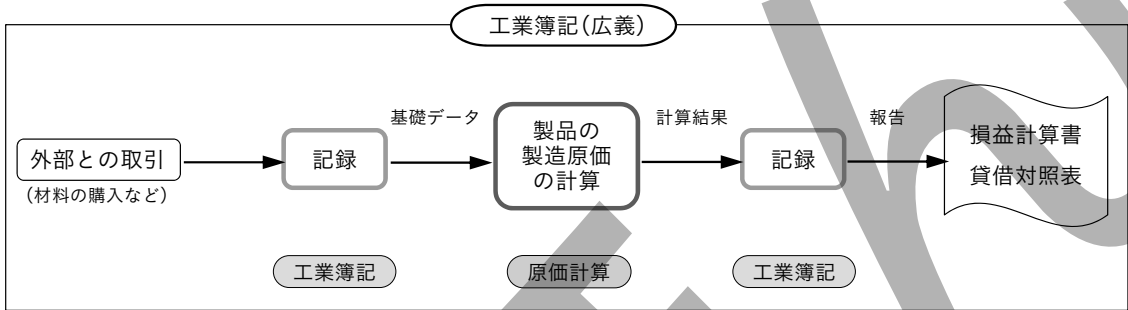 工業簿記(広義)
外部との取引
(材料の購入など)
記録
基礎データ
製品の
製造原価
の計算
計算結果
記録
報告
損益計算書
貸借対照表
工業簿記
原価計算
工業簿記